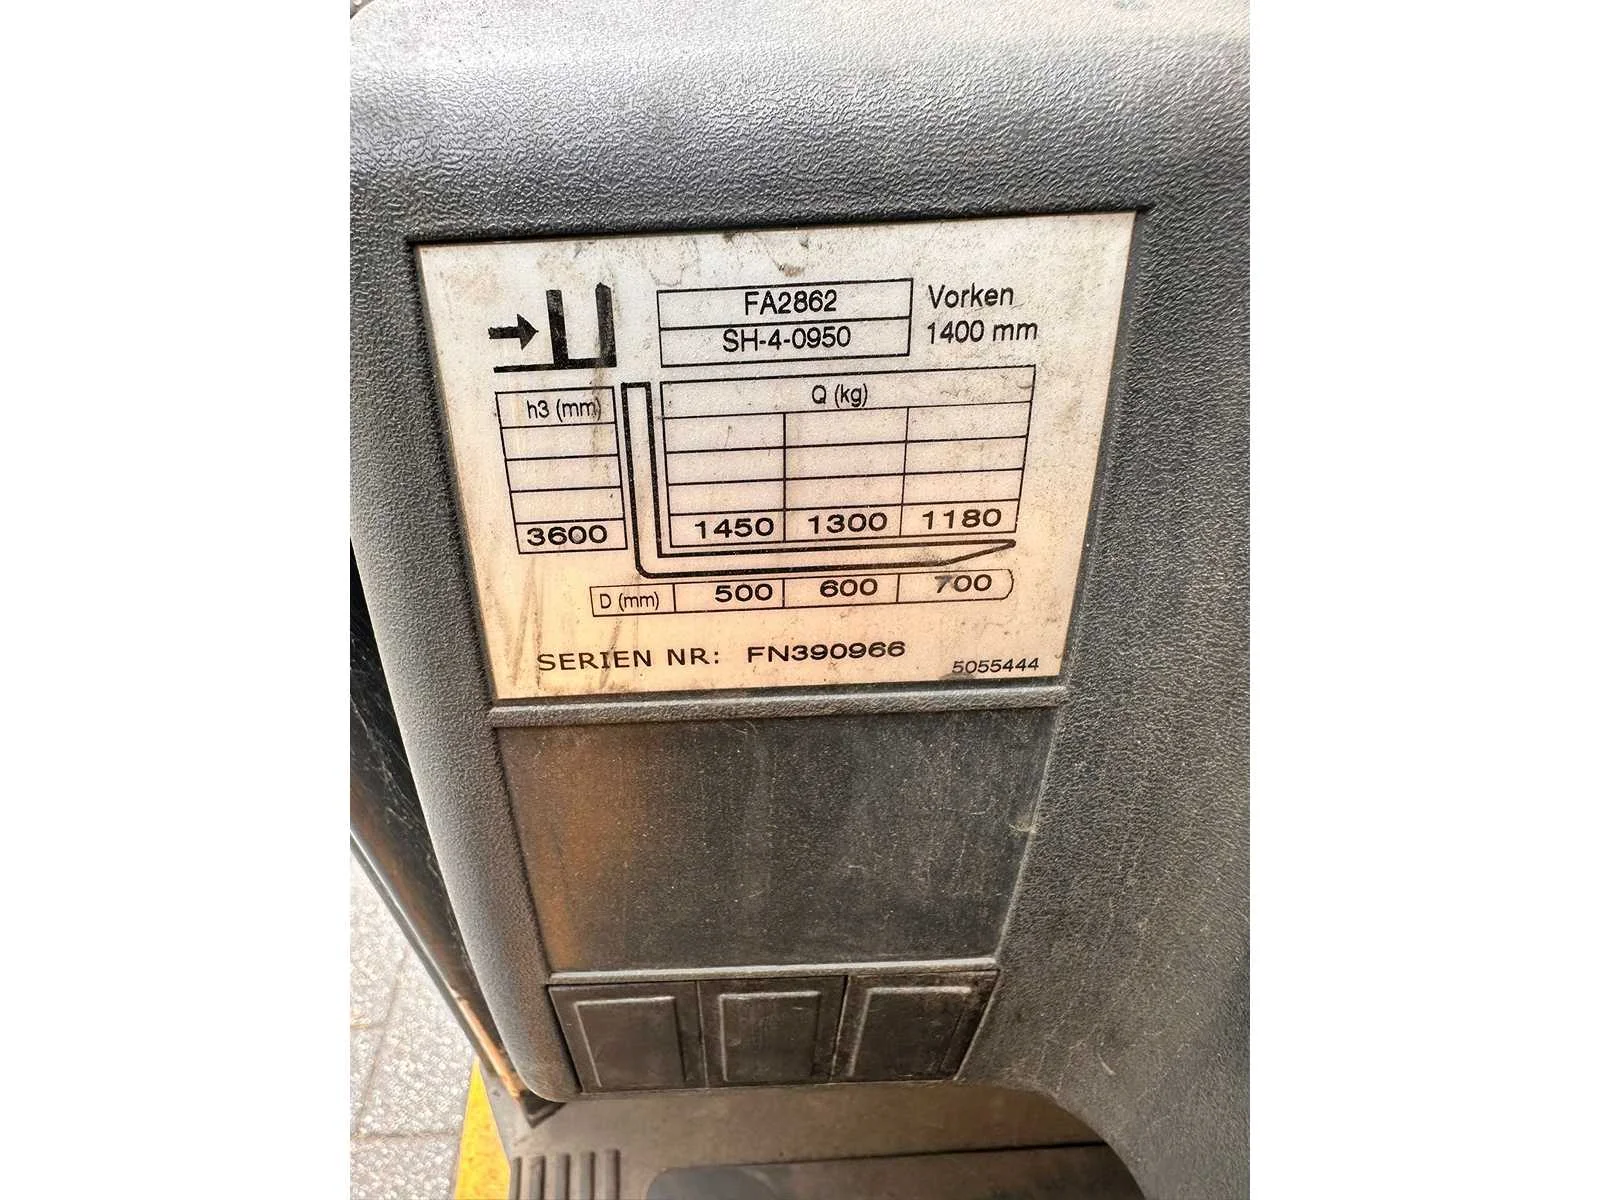 FA2862
SH-4-0950
Vorken
1400 mm
h3 (mm)
Q (kg)
3600 1450 1300 1180
D (mm) 500 600 700
SERIEN NR: FN390966
5055444